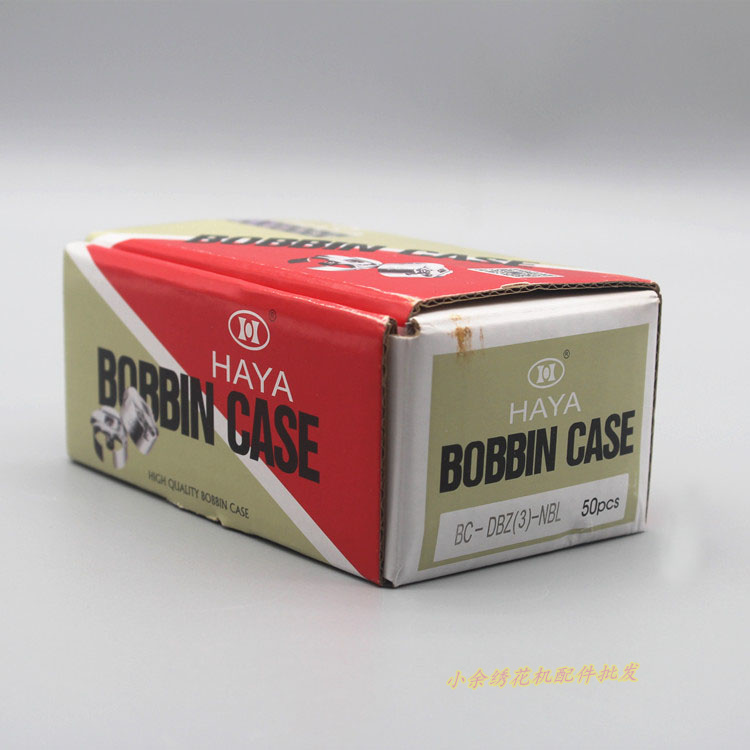 BOBBIN CASE
®
HAYA
BOBBIN CASE
HIGH QUALITY BOBBIN CASE
®
HAYA
BOBBIN CASE
BC-DBZ(3)-NBL 50pcs
小余绣花机配件批发